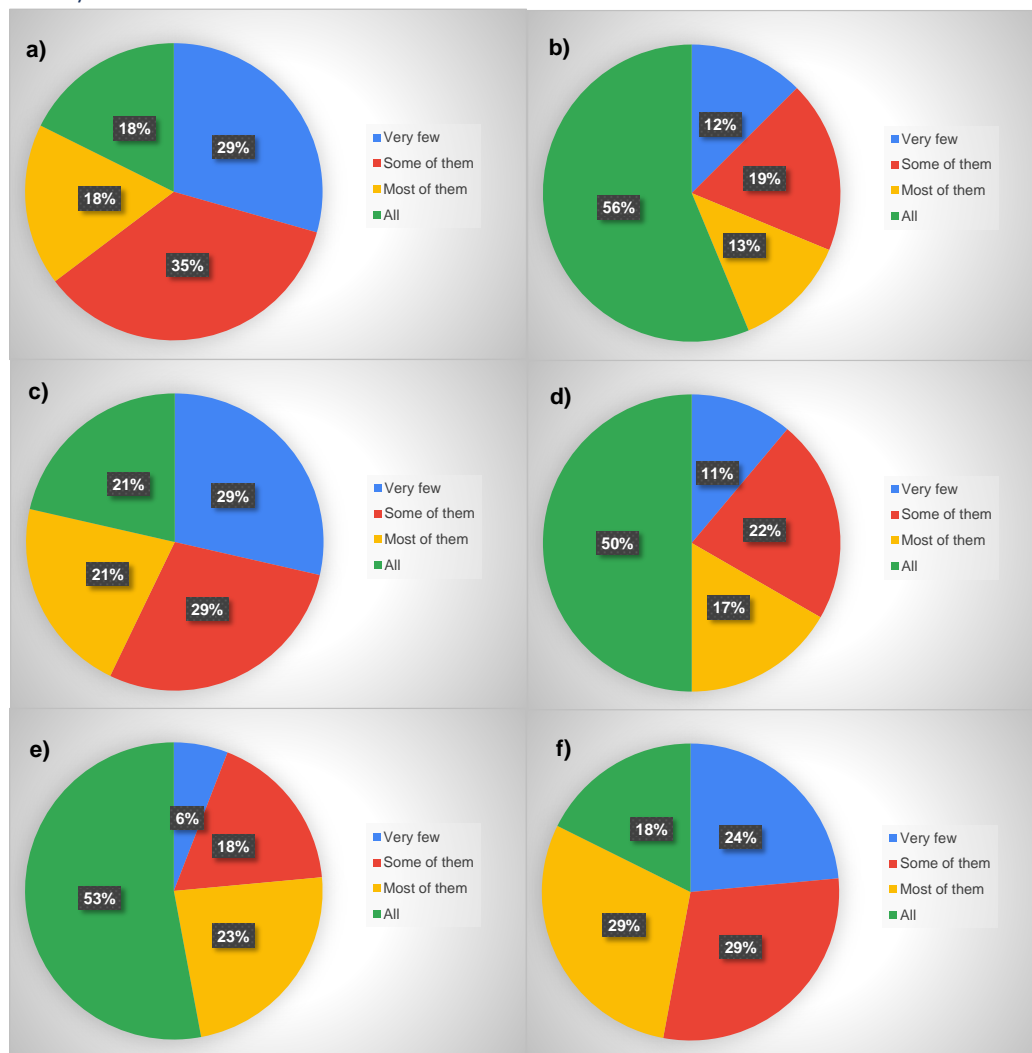 a)
18%
29%
18%
35%
Very few
Some of them
Most of them
All
b)
12%
19%
56%
13%
Very few
Some of them
Most of them
All
c)
21%
29%
21%
29%
Very few
Some of them
Most of them
All
d)
11%
22%
50%
17%
Very few
Some of them
Most of them
All
e)
6%
18%
53%
23%
Very few
Some of them
Most of them
All
f)
18%
24%
29%
29%
Very few
Some of them
Most of them
All